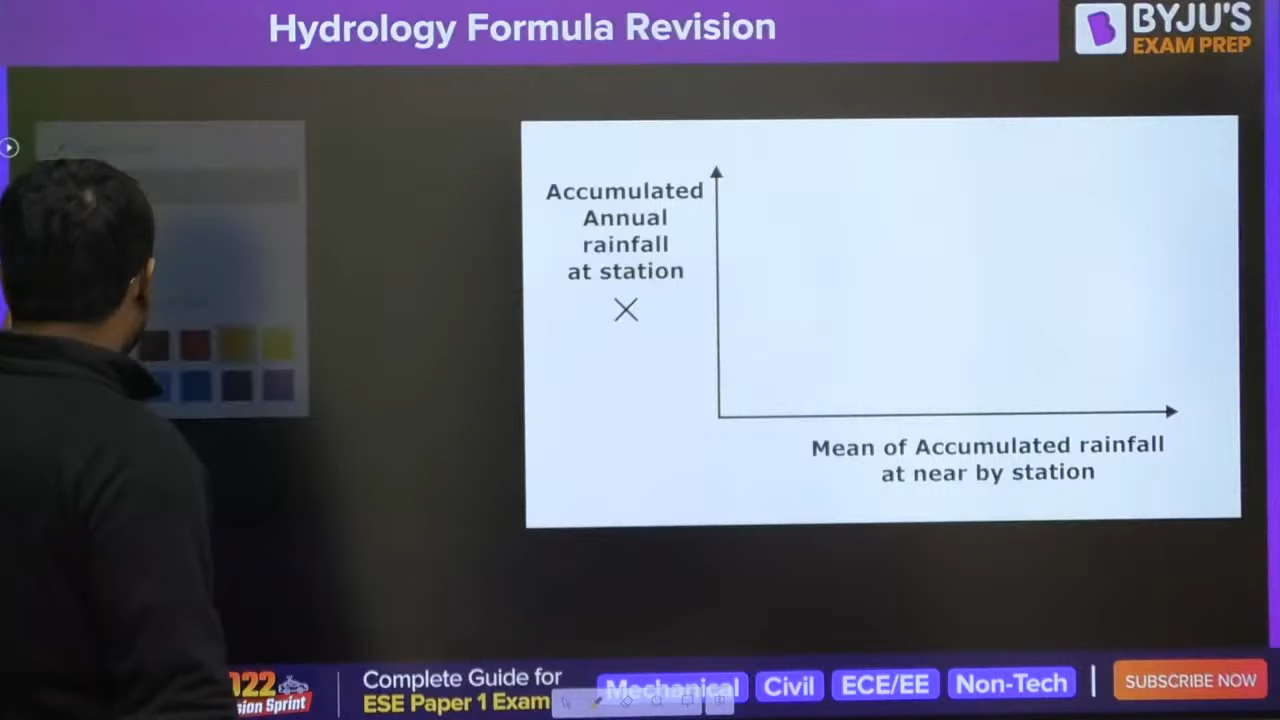 Hydrology Formula Revision
BYJU'S
EXAM PREP
Accumulated
Annual
rainfall
at station
X
Mean of Accumulated rainfall
at near by station
Complete Guide for
ESE Paper 1 Exam
Mechanical
Civil
ECE/EE
Non-Tech
SUBSCRIBE NOW